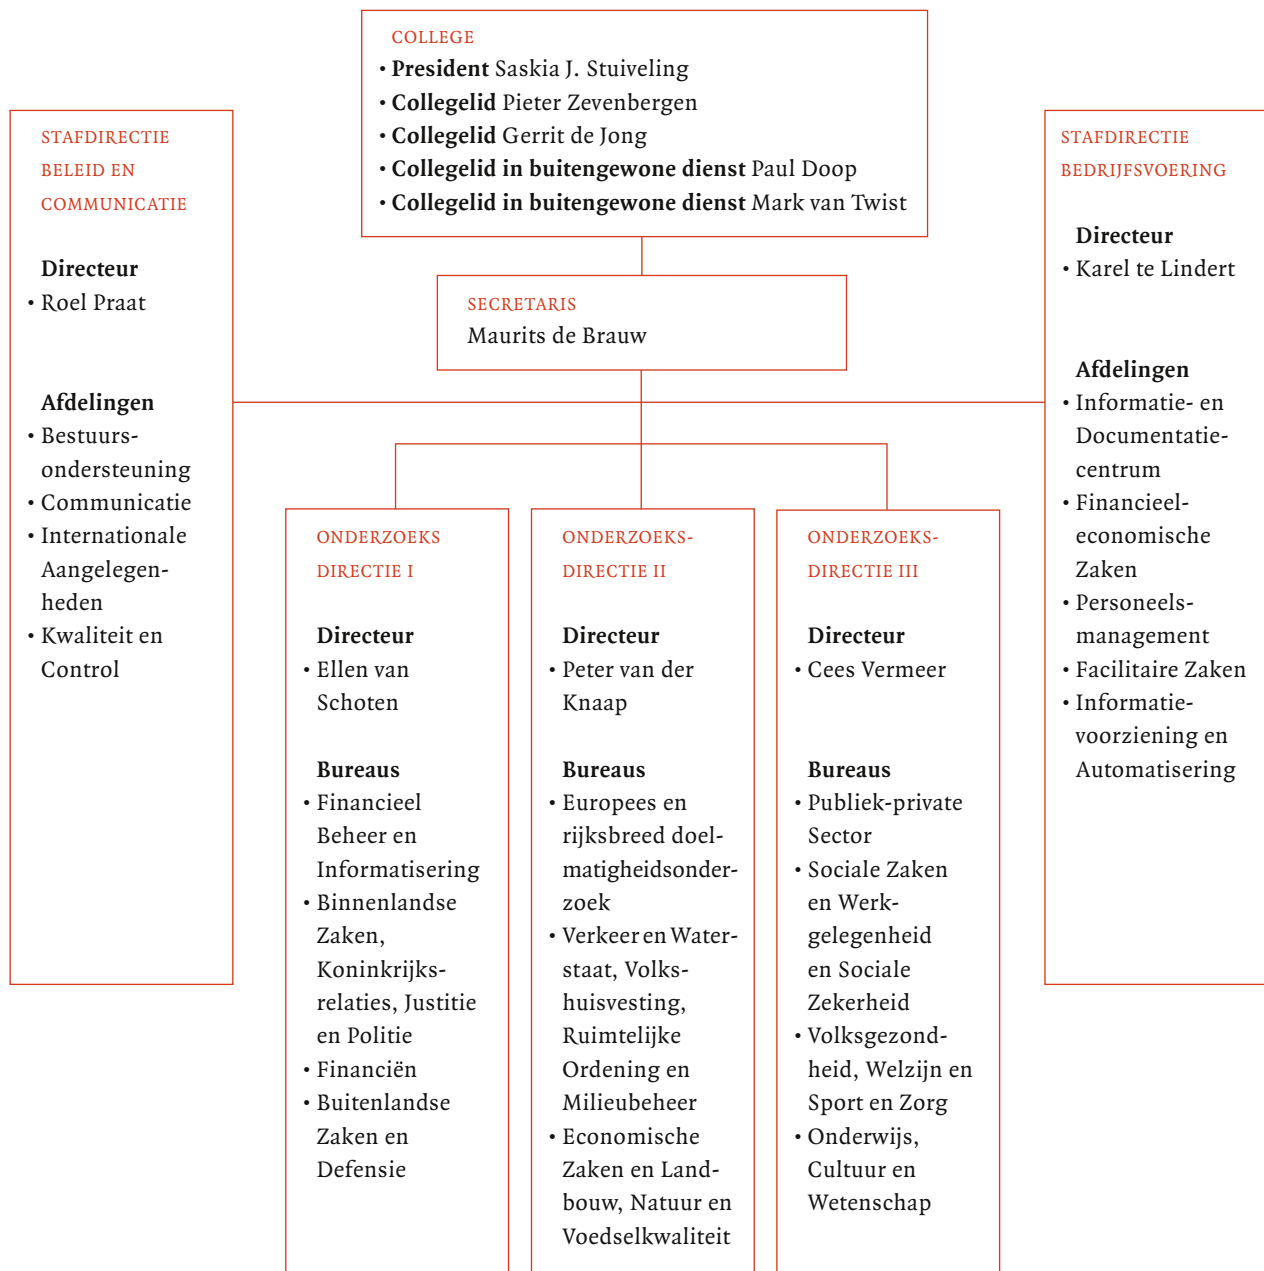 COLLEGE
• President Saskia J. Stuiveling
• Collegelid Pieter Zevenbergen
• Collegelid Gerrit de Jong
• Collegelid in buitengewone dienst Paul Doop
• Collegelid in buitengewone dienst Mark van Twist
SECRETARIS
Maurits de Brauw
STAFDIRECTIE
BELEID EN
COMMUNICATIE
Directeur
• Roel Praat
Afdelingen
• Bestuurs-
ondersteuning
• Communicatie
• Internationale
Aangelegen-
heden
• Kwaliteit en
Control
STAFDIRECTIE
BEDRIJFSVOERING
Directeur
• Karel te Lindert
Afdelingen
• Informatie- en
Documentatie-
centrum
• Financieel-
economische
Zaken
• Personeels-
management
• Facilitaire Zaken
• Informatie-
voorziening en
Automatisering
ONDERZOEKS
DIRECTIE I
Directeur
• Ellen van
Schoten
Bureaus
• Financieel
Beheer en
Informatisering
• Binnenlandse
Zaken,
Koninkrijks-
relaties, Justitie
en Politie
• Financiën
• Buitenlandse
Zaken en
Defensie
ONDERZOEKS-
DIRECTIE II
Directeur
• Peter van der
Knaap
Bureaus
• Europees en
rijksbreed doel-
matigheidsonder-
zoek
• Verkeer en Water-
staat, Volks-
huisvesting,
Ruimtelijke
Ordening en
Milieubeheer
• Economische
Zaken en Land-
bouw, Natuur en
Voedselkwaliteit
ONDERZOEKS-
DIRECTIE III
Directeur
• Cees Vermeer
Bureaus
• Publiek-private
Sector
• Sociale Zaken
en Werk-
gelegenheid
en Sociale
Zekerheid
• Volksgezond-
heid, Welzijn en
Sport en Zorg
• Onderwijs,
Cultuur en
Wetenschap